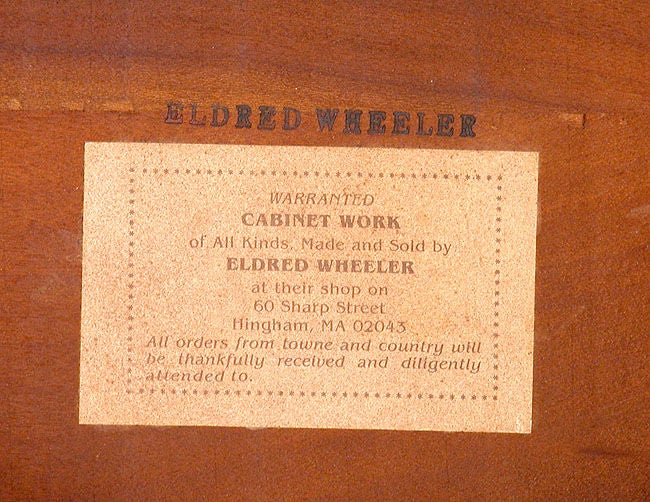 ELDRED WHEELER
WARRANTED
CABINET WORK
of All Kinds, Made and Sold by
ELDRED WHEELER
at their shop on
60 Sharp Street
Hingham, MA 02043
All orders from towne and country will
be thankfully received and diligently
attended to.